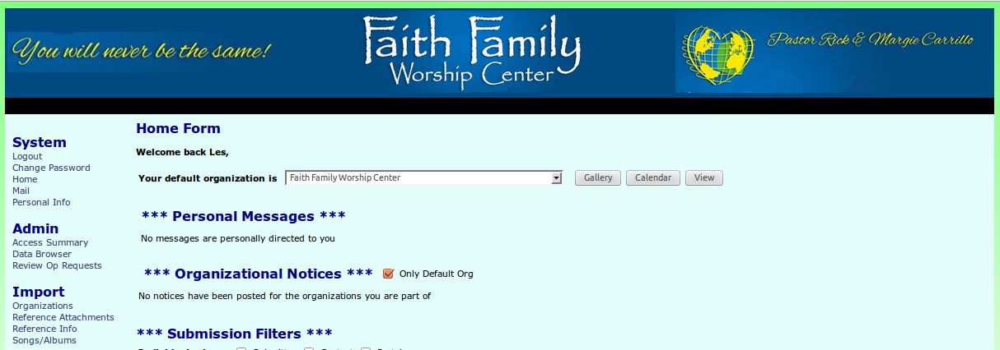 You will never be the same!
Faith Family
Worship Center
Pastor Rick & Margie Carrillo
System
Logout
Change Password
Home
Mail
Personal Info
Admin
Access Summary
Data Browser
Review Op Requests
Import
Organizations
Reference Attachments
Reference Info
Songs/Albums
Home Form
Welcome back Les,
Your default organization is Faith Family Worship Center Gallery Calendar View
*** Personal Messages ***
No messages are personally directed to you
*** Organizational Notices *** Only Default Org
No notices have been posted for the organizations you are part of
*** Submission Filters ***